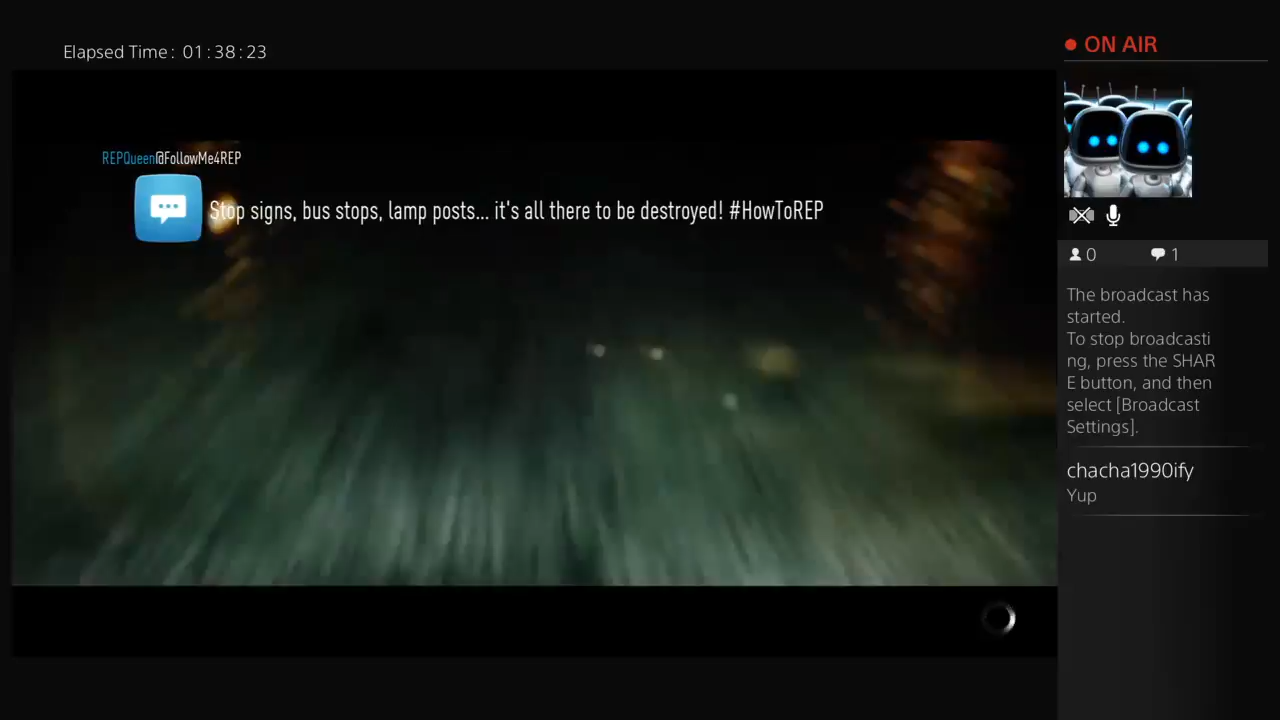 Elapsed Time: 01:38:23
ON AIR
REPQueen@FollowMe4REP
Stop signs, bus stops, lamp posts... it's all there to be destroyed! #HowToREP
0 1
The broadcast has
started.
To stop broadcasti
ng, press the SHAR
E button, and then
select [Broadcast
Settings].
chacha1990ify
Yup